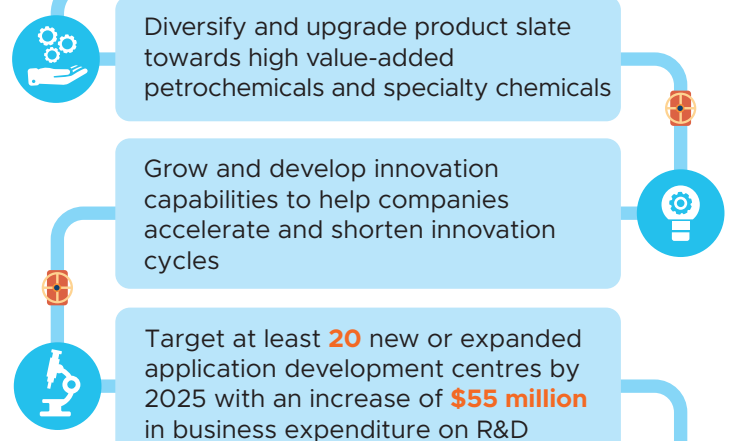 Diversify and upgrade product slate
towards high value-added
petrochemicals and specialty chemicals
Grow and develop innovation
capabilities to help companies
accelerate and shorten innovation
cycles
Target at least 20 new or expanded
application development centres by
2025 with an increase of $55 million
in business expenditure on R&D